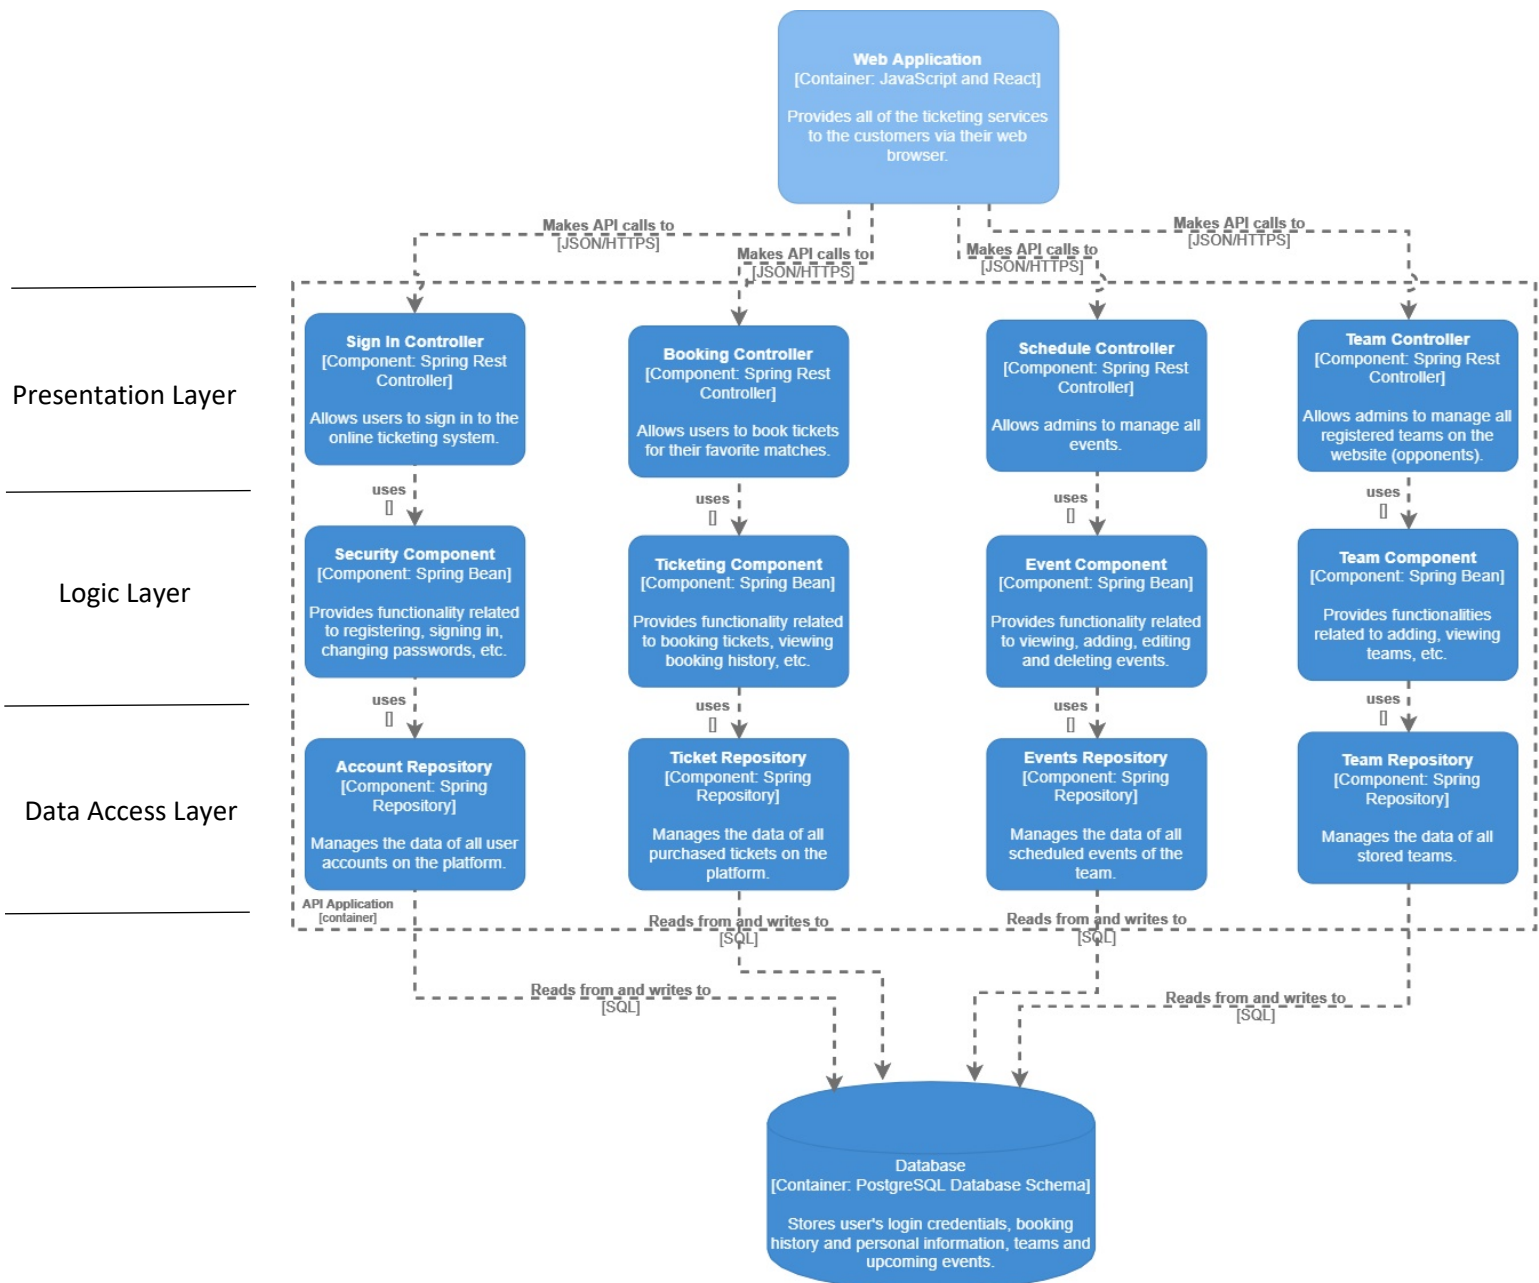 Web Application
[Container: JavaScript and React]
Provides all of the ticketing services
to the customers via their web
browser.
Makes API calls to
[JSON/HTTPS]
Makes API calls to
[JSON/HTTPS]
Makes API calls to
[JSON/HTTPS]
Makes API calls to
[JSON/HTTPS]
Presentation Layer
Sign In Controller
[Component: Spring Rest
Controller]
Allows users to sign in to the
online ticketing system.
Booking Controller
[Component: Spring Rest
Controller]
Allows users to book tickets
for their favorite matches.
Schedule Controller
[Component: Spring Rest
Controller]
Allows admins to manage all
events.
Team Controller
[Component: Spring Rest
Controller]
Allows admins to manage all
registered teams on the
website (opponents).
uses
[]
uses
[]
uses
[]
uses
[]
Logic Layer
Security Component
[Component: Spring Bean]
Provides functionality related
to registering, signing in,
changing passwords, etc.
Ticketing Component
[Component: Spring Bean]
Provides functionality related
to booking tickets, viewing
booking history, etc.
Event Component
[Component: Spring Bean]
Provides functionality related
to viewing, adding, editing
and deleting events.
Team Component
[Component: Spring Bean]
Provides functionalities
related to adding, viewing
teams, etc.
uses
[]
uses
[]
uses
[]
uses
[]
Data Access Layer
Account Repository
[Component: Spring
Repository]
Manages the data of all user
accounts on the platform.
Ticket Repository
[Component: Spring
Repository]
Manages the data of all
purchased tickets on the
platform.
Events Repository
[Component: Spring
Repository]
Manages the data of all
scheduled events of the
team.
Team Repository
[Component: Spring
Repository]
Manages the data of all
stored teams.
API Application
[container]
Reads from and writes to
[SQL]
Reads from and writes to
[SQL]
Reads from and writes to
[SQL]
Reads from and writes to
[SQL]
Database
[Container: PostgreSQL Database Schema]
Stores user's login credentials, booking
history and personal information, teams and
upcoming events.